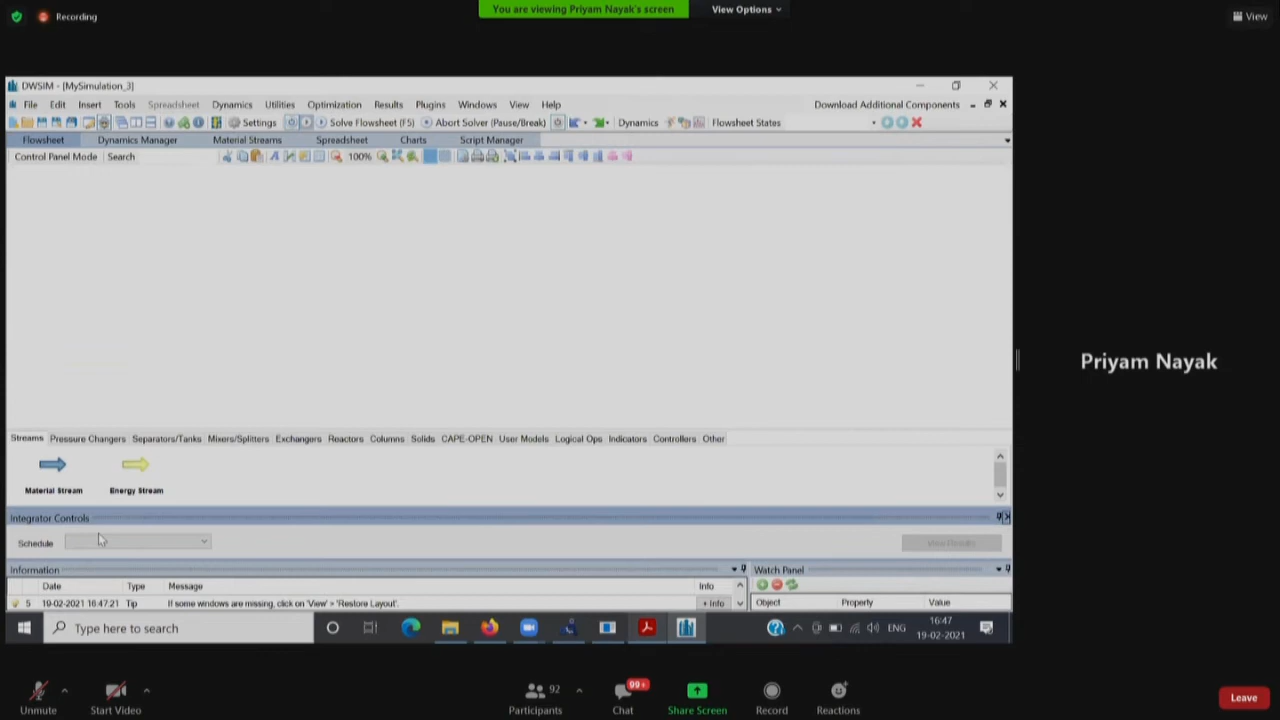 Recording
You are viewing Priyam Nayak's screen
View Options
View
DWSIM - [MySimulation_3]
File Edit Insert Tools Spreadsheet Dynamics Utilities Optimization Results Plugins Windows View Help
Download Additional Components
Settings Solve Flowsheet (F5) Abort Solver (Pause/Break) Dynamics Flowsheet States
Flowsheet Dynamics Manager Material Streams Spreadsheet Charts Script Manager
Control Panel Mode Search 100%
Priyam Nayak
Streams Pressure Changers Separators/Tanks Mixers/Splitters Exchangers Reactors Columns Solids CAPE-OPEN User Models Logical Ops Indicators Controllers Other
Material Stream Energy Stream
Integrator Controls
Schedule View Results
Information Watch Panel
Date Type Message Info
5 19-02-2021 16:47:21 Tip If some windows are missing, click on 'View' > 'Restore Layout'. + Info
Object Property Value
Type here to search
ENG
16:47
19-02-2021
92
99+
Unmute Start Video Participants Chat Share Screen Record Reactions
Leave